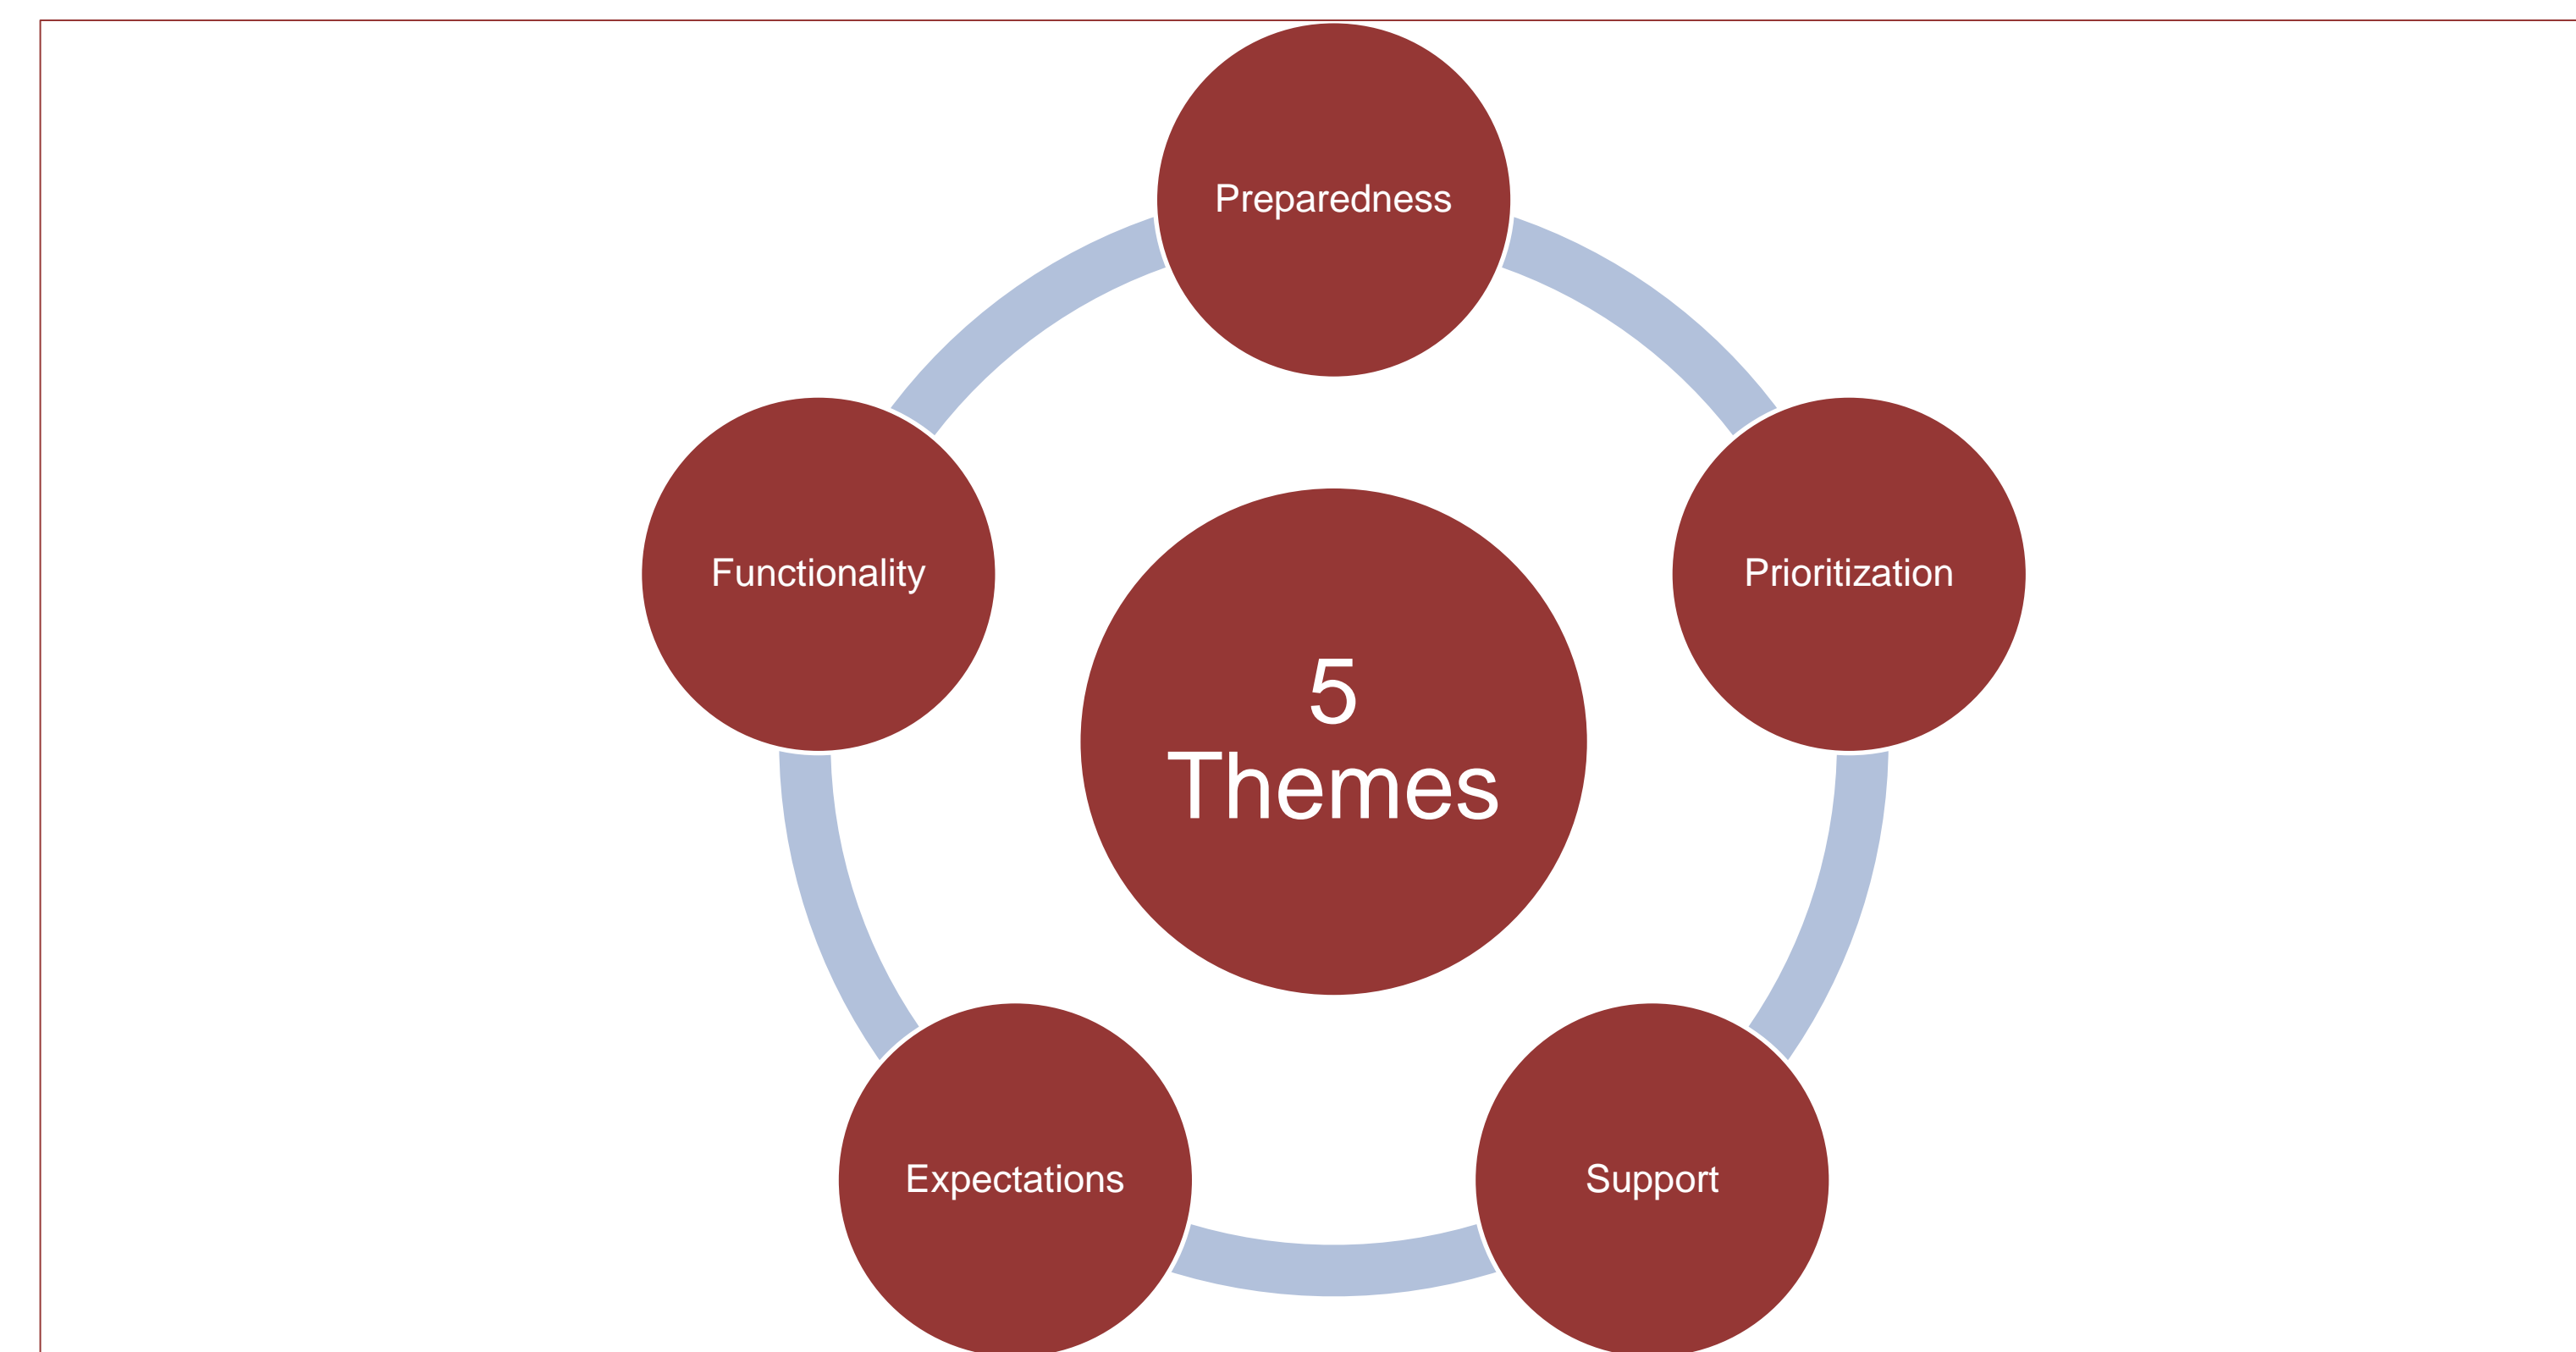 Preparedness
Functionality
Prioritization
5
Themes
Expectations
Support